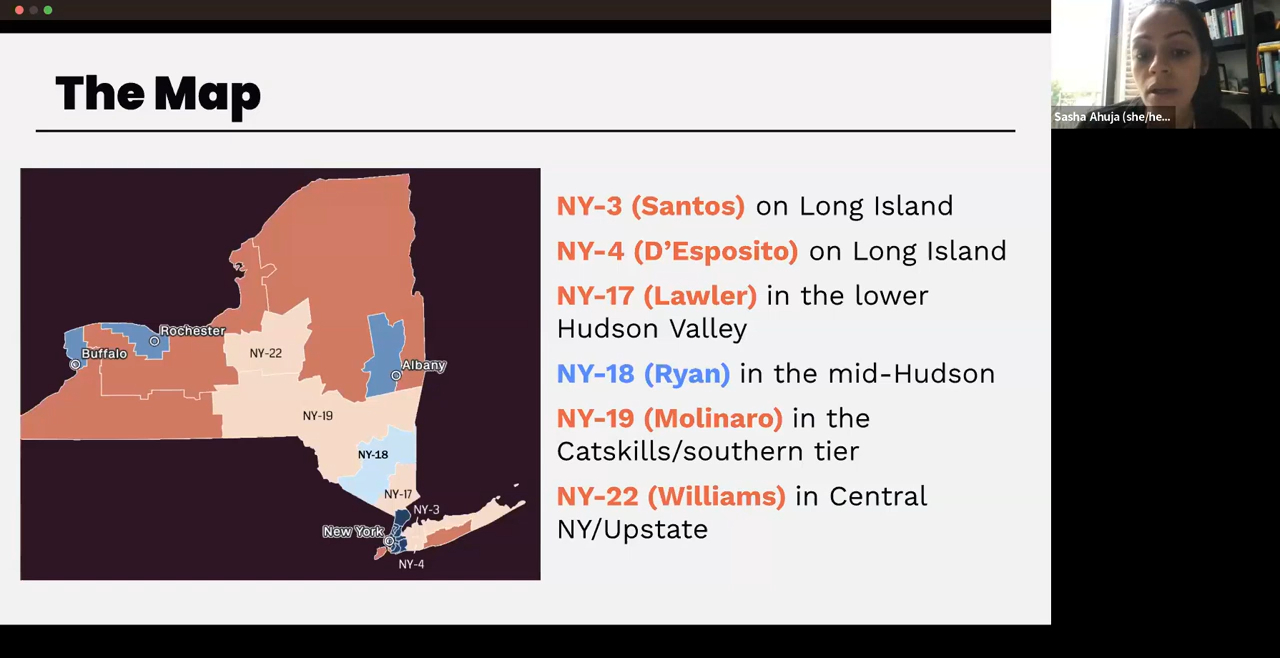 The Map
Sasha Ahuja (she/he...
NY-3 (Santos) on Long Island
NY-4 (D’Esposito) on Long Island
NY-17 (Lawler) in the lower
Hudson Valley
NY-18 (Ryan) in the mid-Hudson
NY-19 (Molinaro) in the
Catskills/southern tier
NY-22 (Williams) in Central
NY/Upstate
Rochester
Buffalo
NY-22
Albany
NY-19
NY-18
NY-17
NY-3
New York
NY-4